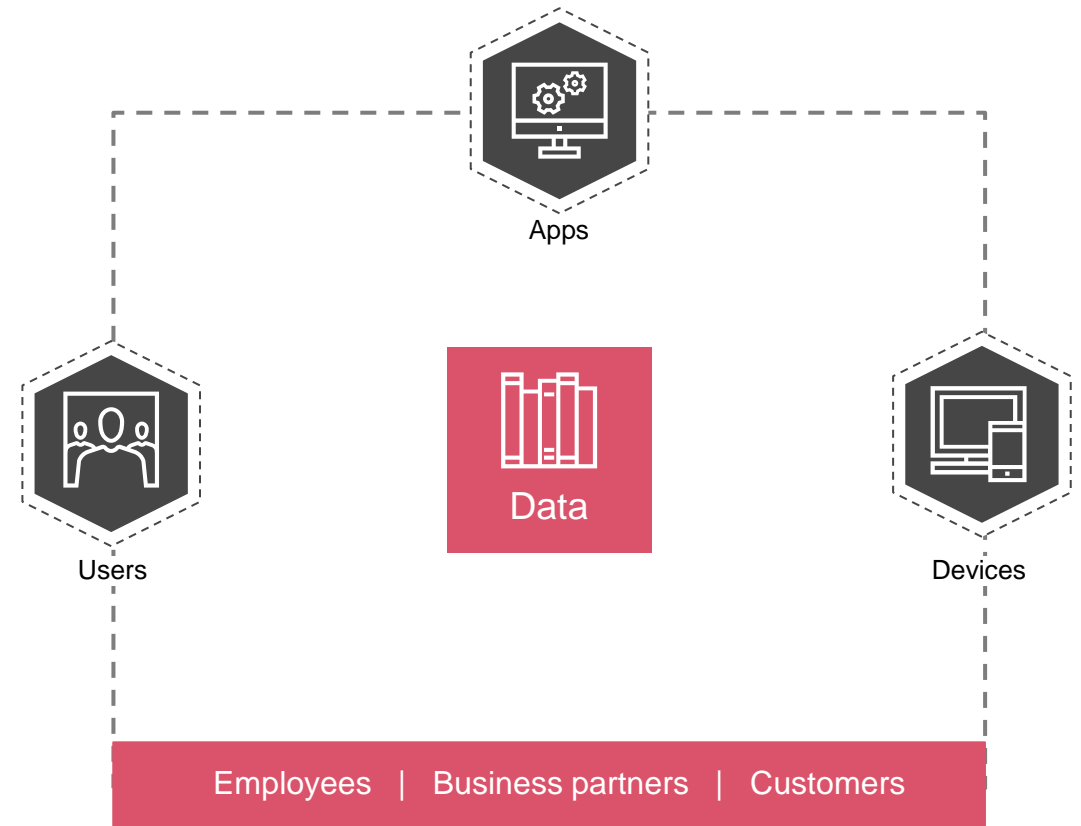 Apps
Data
Users
Devices
Employees | Business partners | Customers